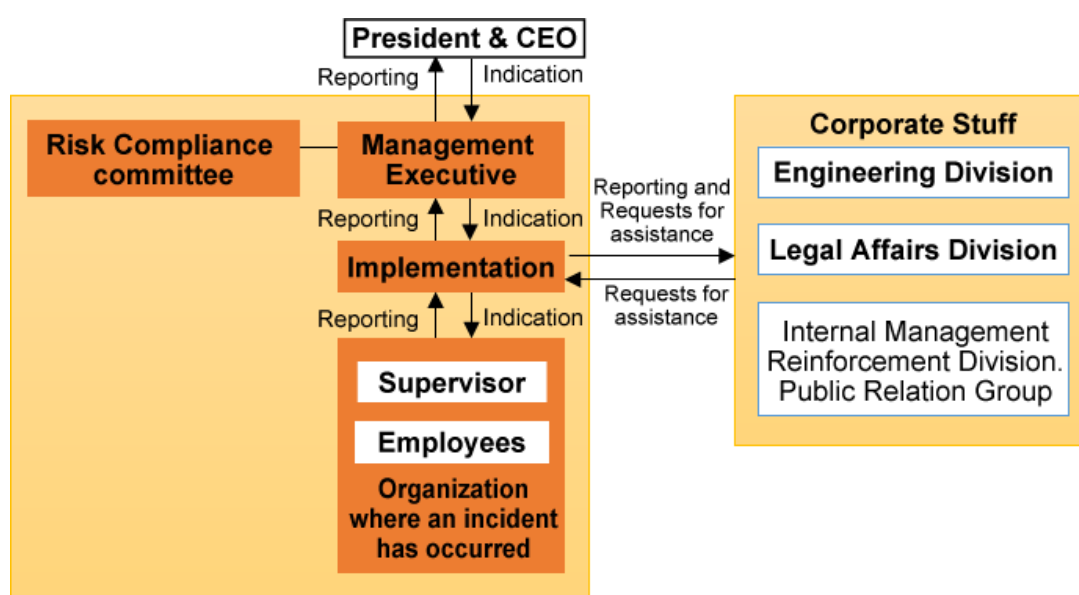 President & CEO
Reporting
Indication
Risk Compliance
committee
Management
Executive
Reporting
Indication
Implementation
Reporting and
Requests for
assistance
Requests for
assistance
Reporting
Indication
Supervisor
Employees
Organization
where an incident
has occurred
Corporate Stuff
Engineering Division
Legal Affairs Division
Internal Management
Reinforcement Division.
Public Relation Group